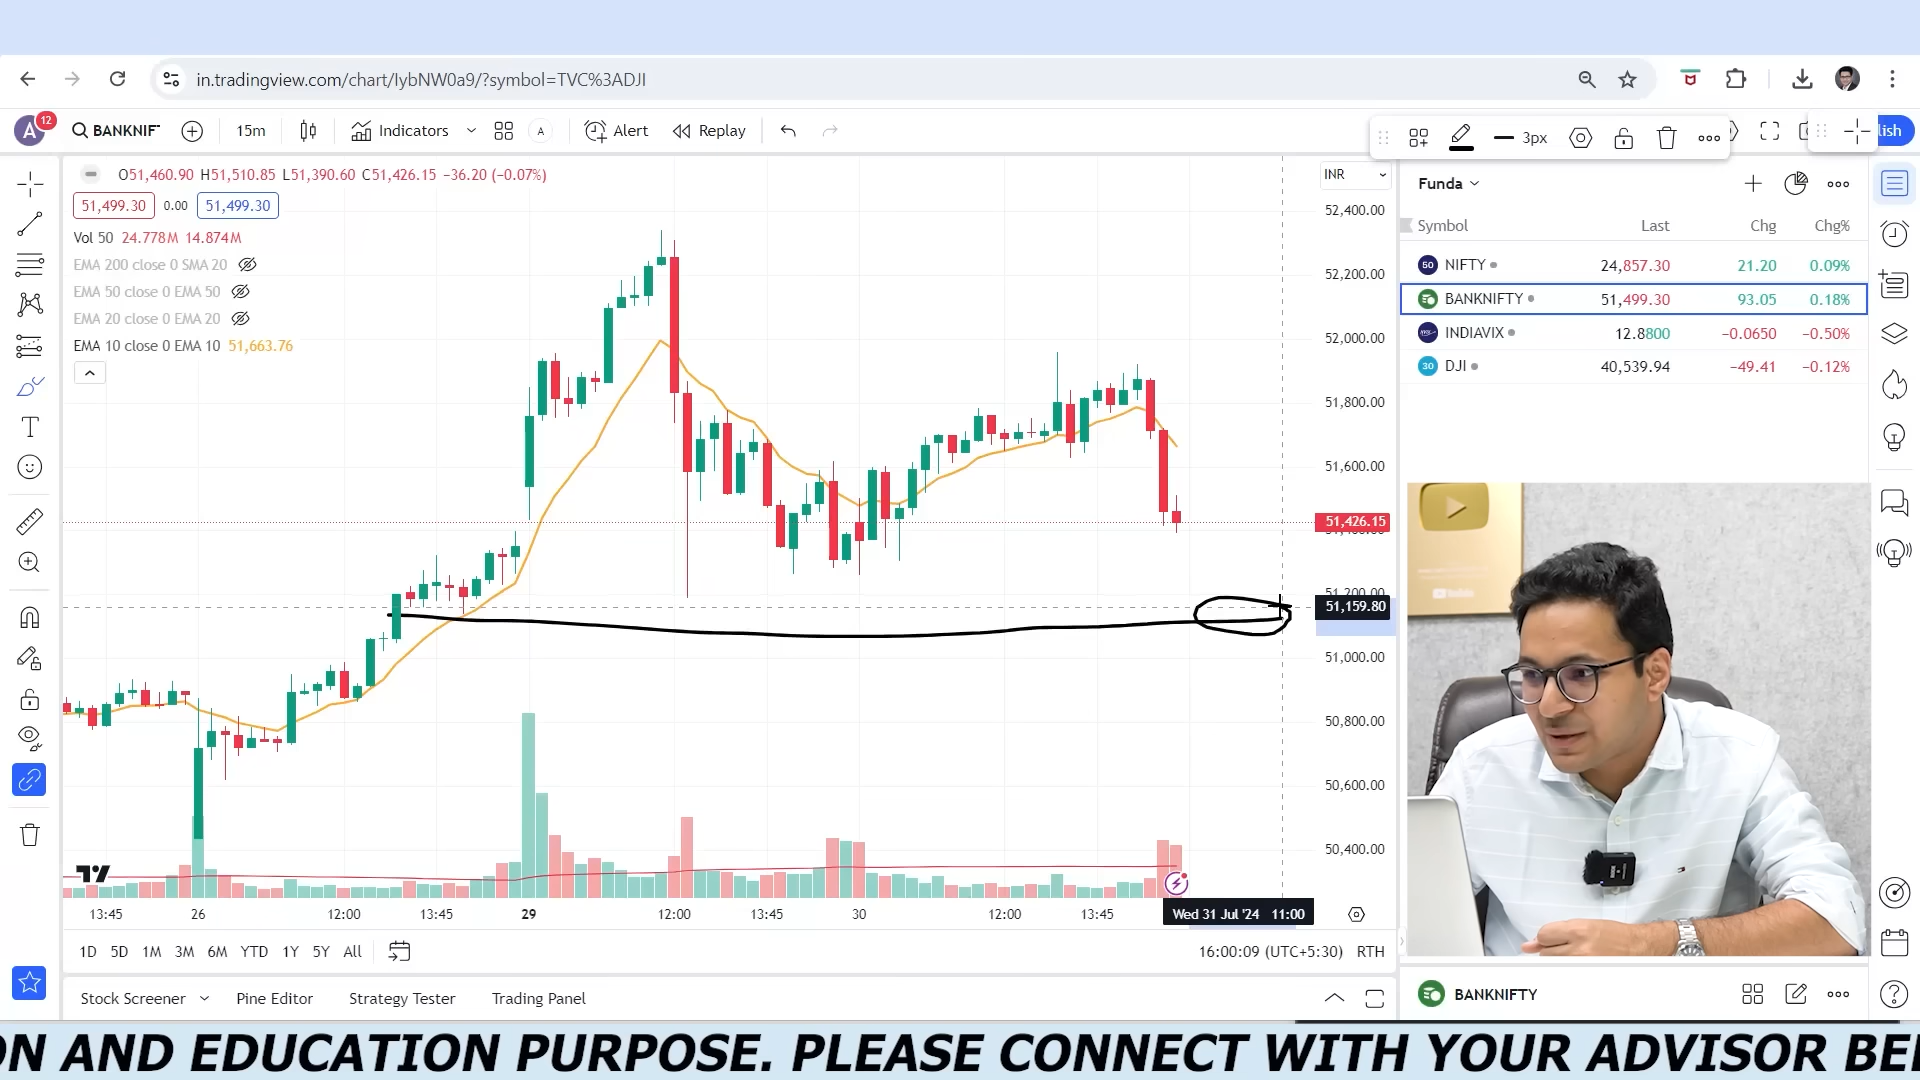 in.tradingview.com/chart/IybNW0a9/?symbol=TVC%3ADJI
A 12 BANKNIF 15m Indicators A Alert Replay 3px lish
O51,460.90 H51,510.85 L51,390.60 C51,426.15 −36.20 (−0.07%)
INR
51,499.30 0.00 51,499.30
Vol 50 24.778M 14.874M
EMA 200 close 0 SMA 20
EMA 50 close 0 EMA 50
EMA 20 close 0 EMA 20
EMA 10 close 0 EMA 10 51,663.76
52,400.00
52,200.00
52,000.00
51,800.00
51,600.00
51,426.15
51,200.00
51,159.80
51,000.00
50,800.00
50,600.00
50,400.00
13:45 26 12:00 13:45 29 12:00 13:45 30 12:00 13:45 Wed 31 Jul '24 11:00
1D 5D 1M 3M 6M YTD 1Y 5Y All 16:00:09 (UTC+5:30) RTH
Stock Screener Pine Editor Strategy Tester Trading Panel
Funda
Symbol Last Chg Chg%
50 NIFTY 24,857.30 21.20 0.09%
BANKNIFTY 51,499.30 93.05 0.18%
INDIAVIX 12.8800 −0.0650 −0.50%
30 DJI 40,539.94 −49.41 −0.12%
YouTube
BANKNIFTY
ON AND EDUCATION PURPOSE. PLEASE CONNECT WITH YOUR ADVISOR BE